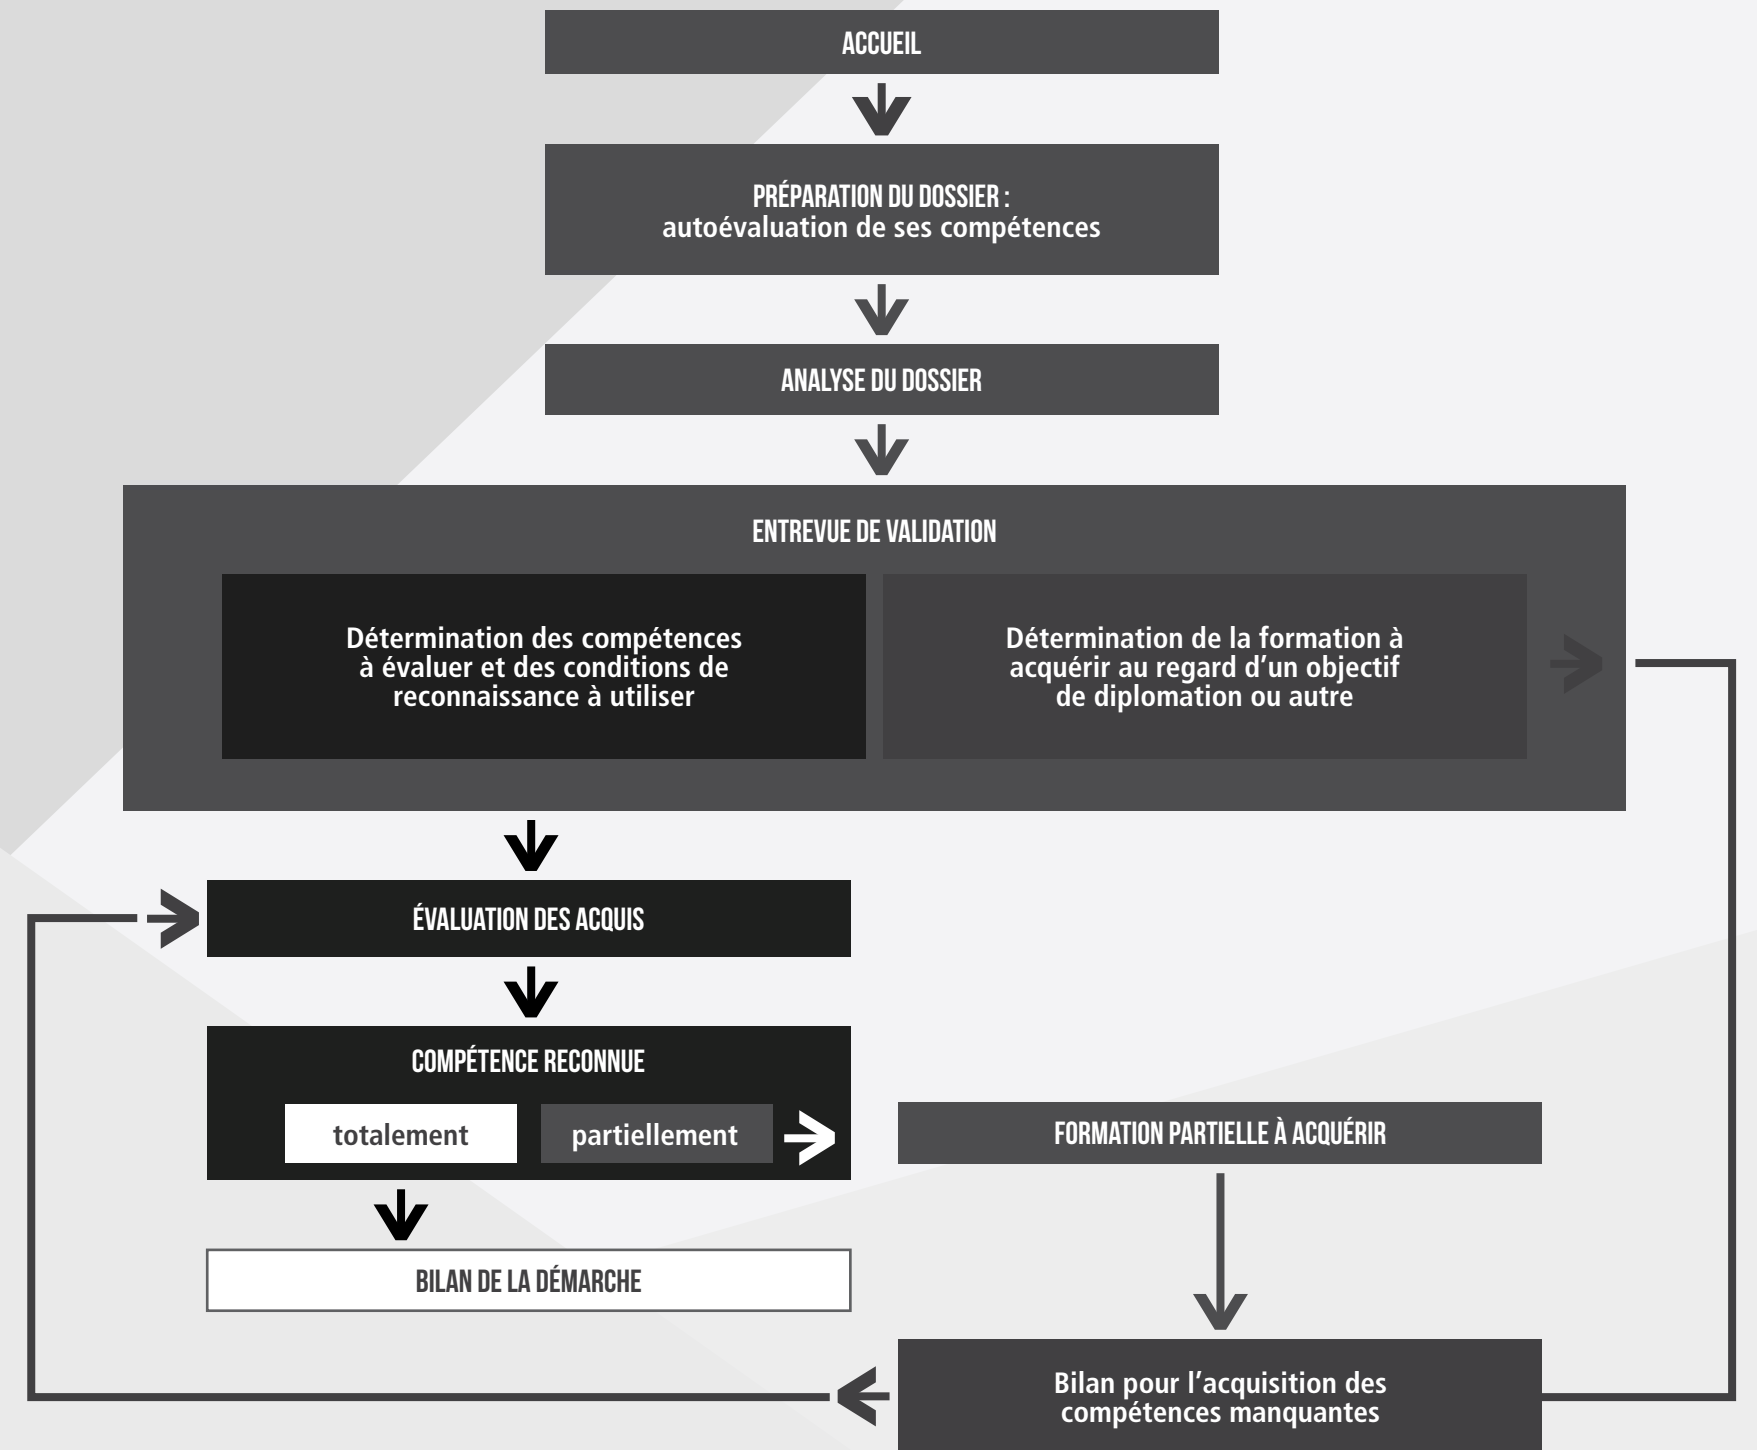 ACCUEIL
PRÉPARATION DU DOSSIER :
autoévaluation de ses compétences
ANALYSE DU DOSSIER
ENTREVUE DE VALIDATION
Détermination des compétences
à évaluer et des conditions de
reconnaissance à utiliser
Détermination de la formation à
acquérir au regard d’un objectif
de diplomation ou autre
ÉVALUATION DES ACQUIS
COMPÉTENCE RECONNUE
totalement
partiellement
FORMATION PARTIELLE À ACQUÉRIR
BILAN DE LA DÉMARCHE
Bilan pour l’acquisition des
compétences manquantes